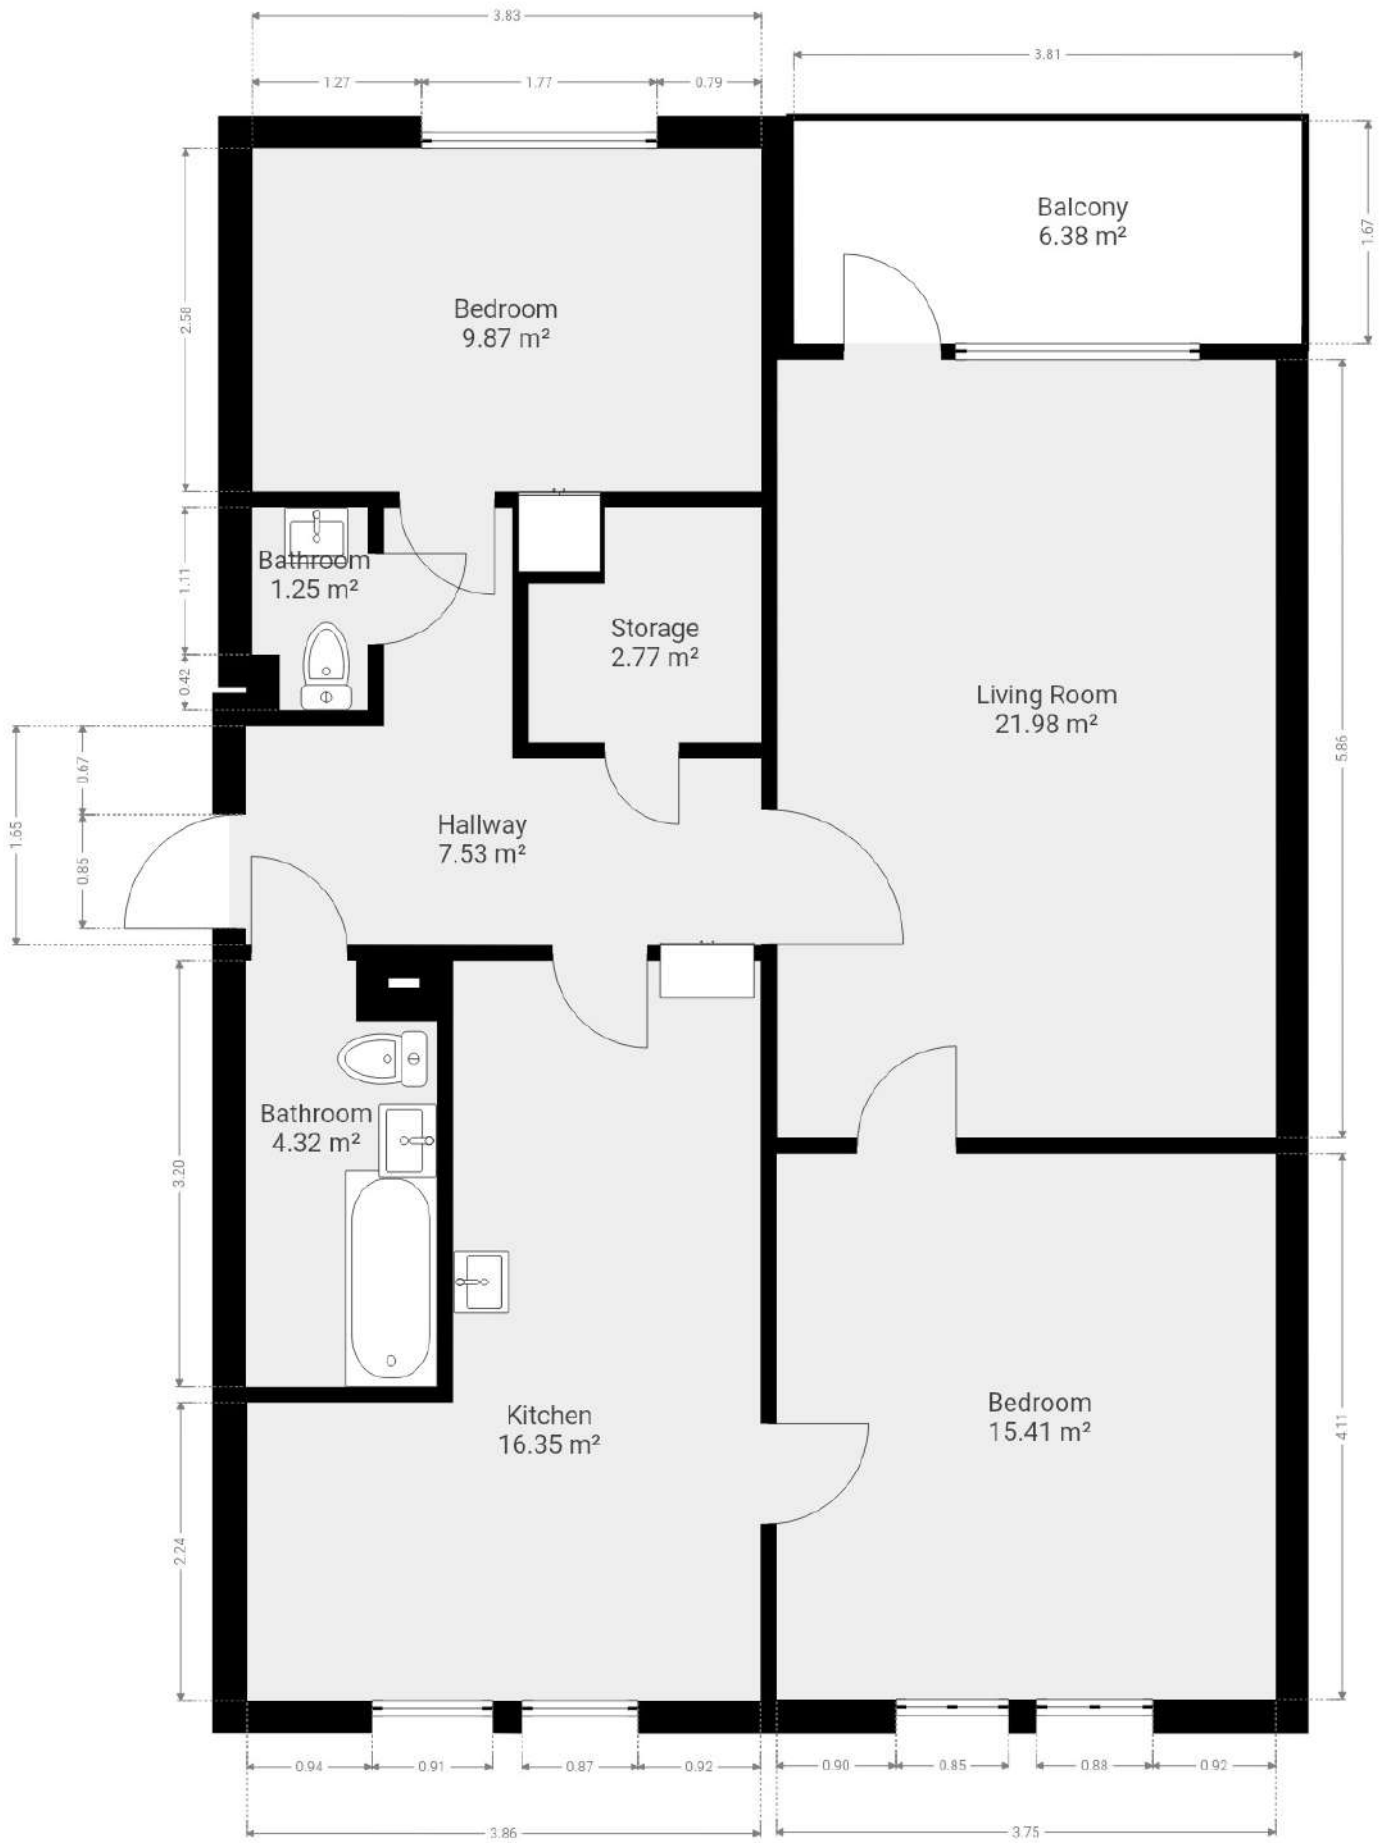 3.83
3.81
1.27
1.77
0.79
Balcony
6.38 m²
1.67
Bedroom
9.87 m²
2.58
Bathroom
1.25 m²
1.11
Storage
2.77 m²
0.42
Living Room
21.98 m²
5.86
0.67
1.65
0.85
Hallway
7.53 m²
Bathroom
4.32 m²
3.20
Kitchen
16.35 m²
Bedroom
15.41 m²
4.11
2.24
0.94
0.91
0.87
0.92
0.90
0.85
0.88
0.92
3.86
3.75